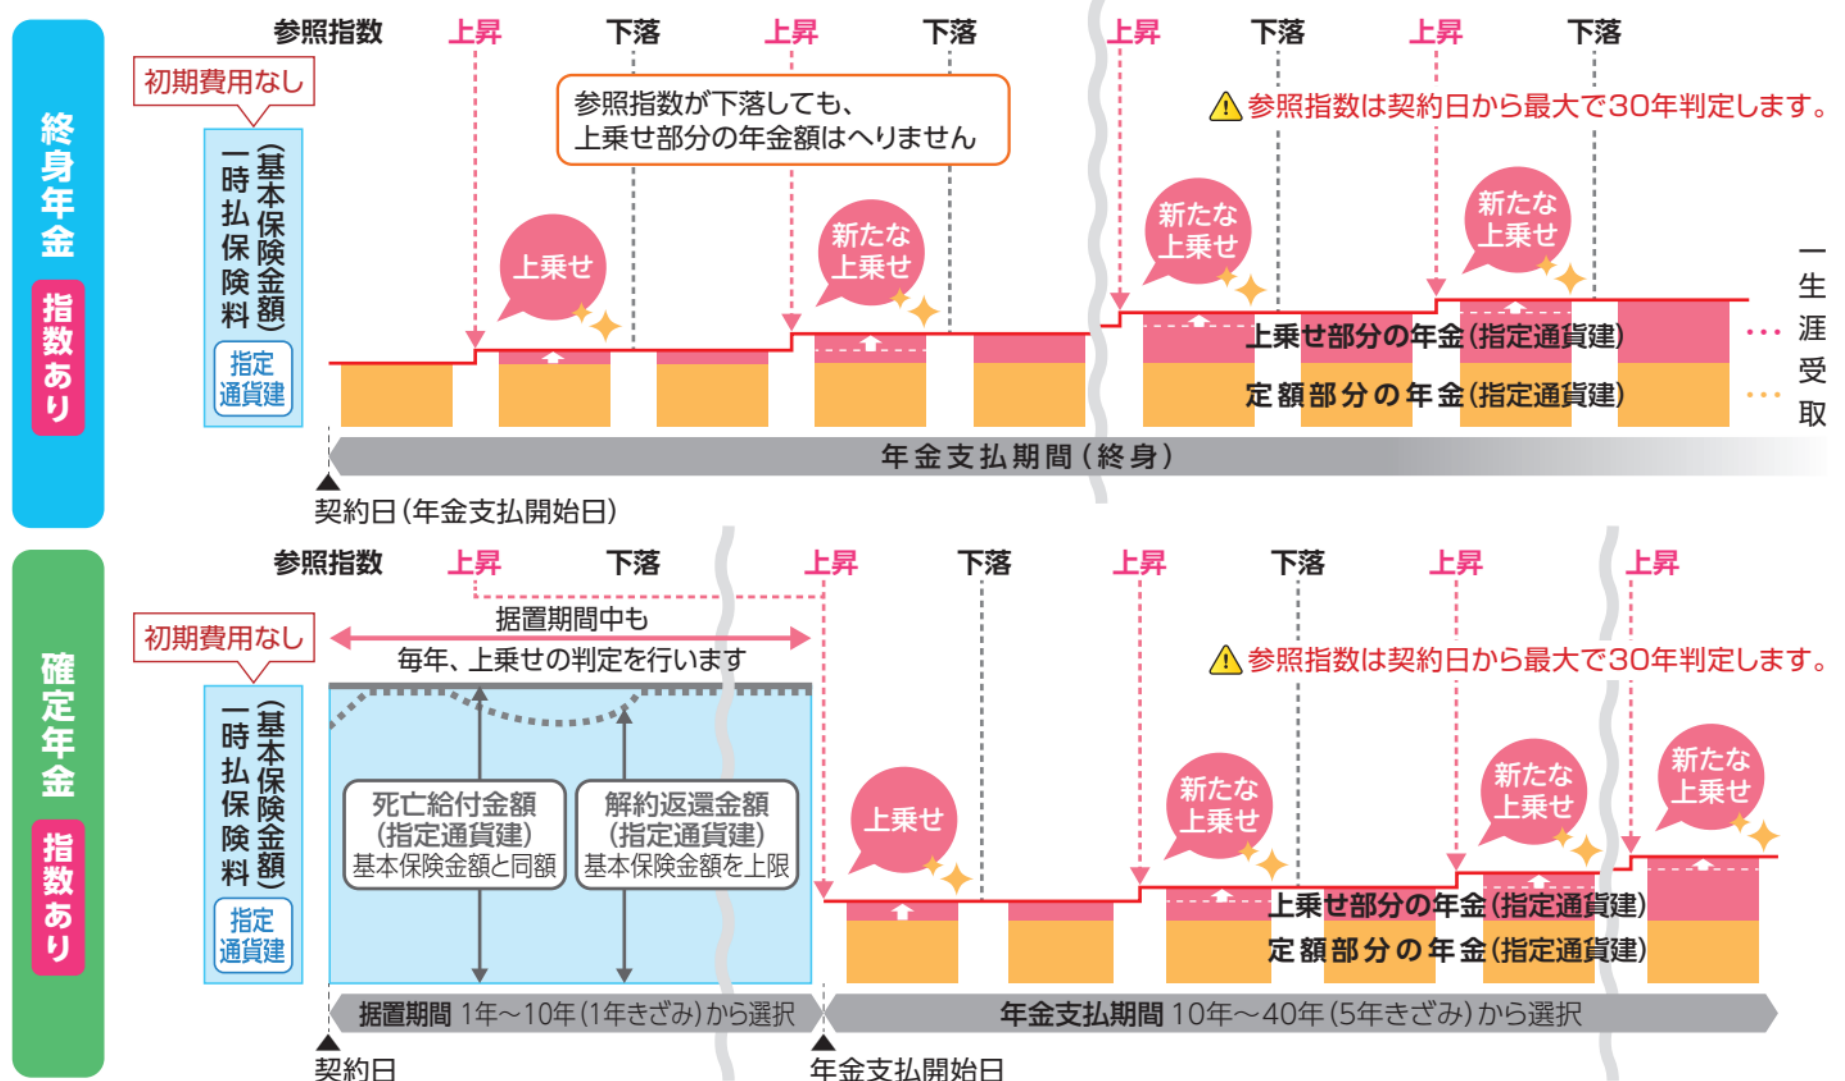 終身年金
指数あり
参照指数
上昇
下落
上昇
下落
上昇
下落
上昇
下落
初期費用なし
一時払保険料
(基本保険金額)
指定
通貨建
参照指数が下落しても、
上乗せ部分の年金額はへりません
参照指数は契約日から最大で30年判定します。
上乗せ
新たな
上乗せ
新たな
上乗せ
新たな
上乗せ
上乗せ部分の年金(指定通貨建)
定額部分の年金(指定通貨建)
一生涯受取
年金支払期間(終身)
契約日(年金支払開始日)
確定年金
指数あり
参照指数
上昇
下落
上昇
下落
上昇
下落
上昇
上昇
初期費用なし
一時払保険料
(基本保険金額)
指定
通貨建
据置期間中も
毎年、上乗せの判定を行います
参照指数は契約日から最大で30年判定します。
死亡給付金額
(指定通貨建)
基本保険金額と同額
解約返還金額
(指定通貨建)
基本保険金額を上限
上乗せ
新たな
上乗せ
新たな
上乗せ
新たな
上乗せ
上乗せ部分の年金(指定通貨建)
定額部分の年金(指定通貨建)
据置期間 1年～10年(1年きざみ)から選択
年金支払期間 10年～40年(5年きざみ)から選択
契約日
年金支払開始日